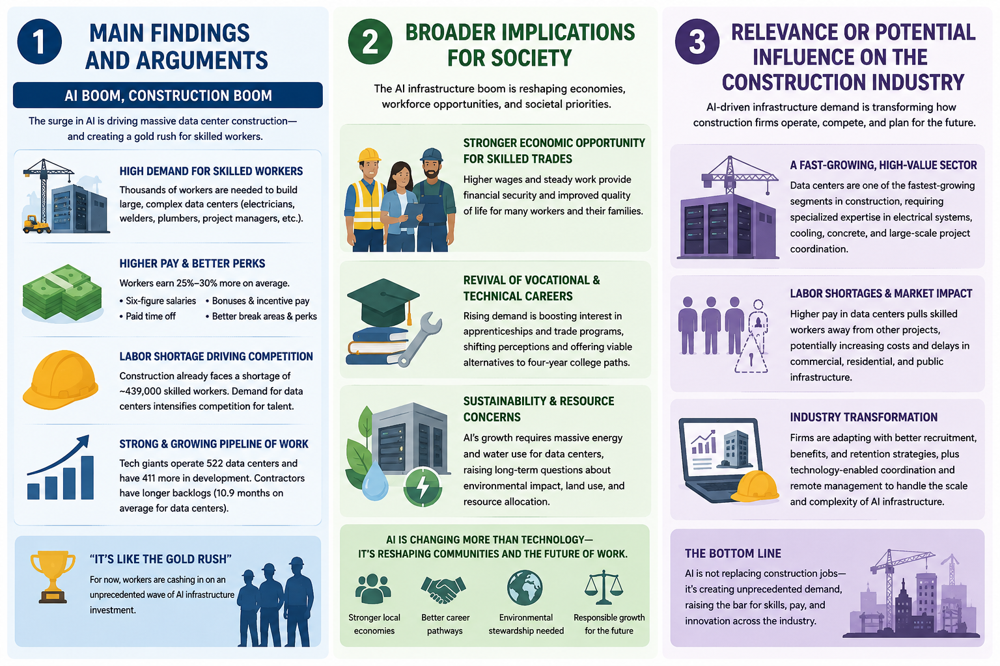 1
MAIN FINDINGS
AND ARGUMENTS
AI BOOM, CONSTRUCTION BOOM
The surge in AI is driving massive data center construction—
and creating a gold rush for skilled workers.
HIGH DEMAND FOR SKILLED WORKERS
Thousands of workers are needed to build
large, complex data centers (electricians,
welders, plumbers, project managers, etc.).
HIGHER PAY & BETTER PERKS
Workers earn 25%–30% more on average.
• Six-figure salaries
• Bonuses & incentive pay
• Paid time off
• Better break areas & perks
LABOR SHORTAGE DRIVING COMPETITION
Construction already faces a shortage of
~439,000 skilled workers. Demand for data
centers intensifies competition for talent.
STRONG & GROWING PIPELINE OF WORK
Tech giants operate 522 data centers and
have 411 more in development. Contractors
have longer backlogs (10.9 months on
average for data centers).
“IT’S LIKE THE GOLD RUSH”
For now, workers are cashing in on an
unprecedented wave of AI infrastructure
investment.
2
BROADER IMPLICATIONS
FOR SOCIETY
The AI infrastructure boom is reshaping economies,
workforce opportunities, and societal priorities.
STRONGER ECONOMIC OPPORTUNITY
FOR SKILLED TRADES
Higher wages and steady work provide
financial security and improved quality
of life for many workers and their families.
REVIVAL OF VOCATIONAL &
TECHNICAL CAREERS
Rising demand is boosting interest in
apprenticeships and trade programs,
shifting perceptions and offering viable
alternatives to four-year college paths.
SUSTAINABILITY & RESOURCE
CONCERNS
AI’s growth requires massive energy
and water use for data centers,
raising long-term questions about
environmental impact, land use, and
resource allocation.
AI IS CHANGING MORE THAN TECHNOLOGY—
IT’S RESHAPING COMMUNITIES AND THE FUTURE OF WORK.
Stronger local
economies
Better career
pathways
Environmental
stewardship needed
Responsible growth
for the future
3
RELEVANCE OR POTENTIAL
INFLUENCE ON THE
CONSTRUCTION INDUSTRY
AI-driven infrastructure demand is transforming how
construction firms operate, compete, and plan for the future.
A FAST-GROWING, HIGH-VALUE SECTOR
Data centers are one of the fastest-growing
segments in construction, requiring
specialized expertise in electrical systems,
cooling, concrete, and large-scale project
coordination.
LABOR SHORTAGES & MARKET IMPACT
Higher pay in data centers pulls skilled
workers away from other projects,
potentially increasing costs and delays in
commercial, residential, and public
infrastructure.
INDUSTRY TRANSFORMATION
Firms are adapting with better recruitment,
benefits, and retention strategies, plus
technology-enabled coordination and
remote management to handle the scale
and complexity of AI infrastructure.
THE BOTTOM LINE
AI is not replacing construction jobs—
it’s creating unprecedented demand,
raising the bar for skills, pay, and
innovation across the industry.